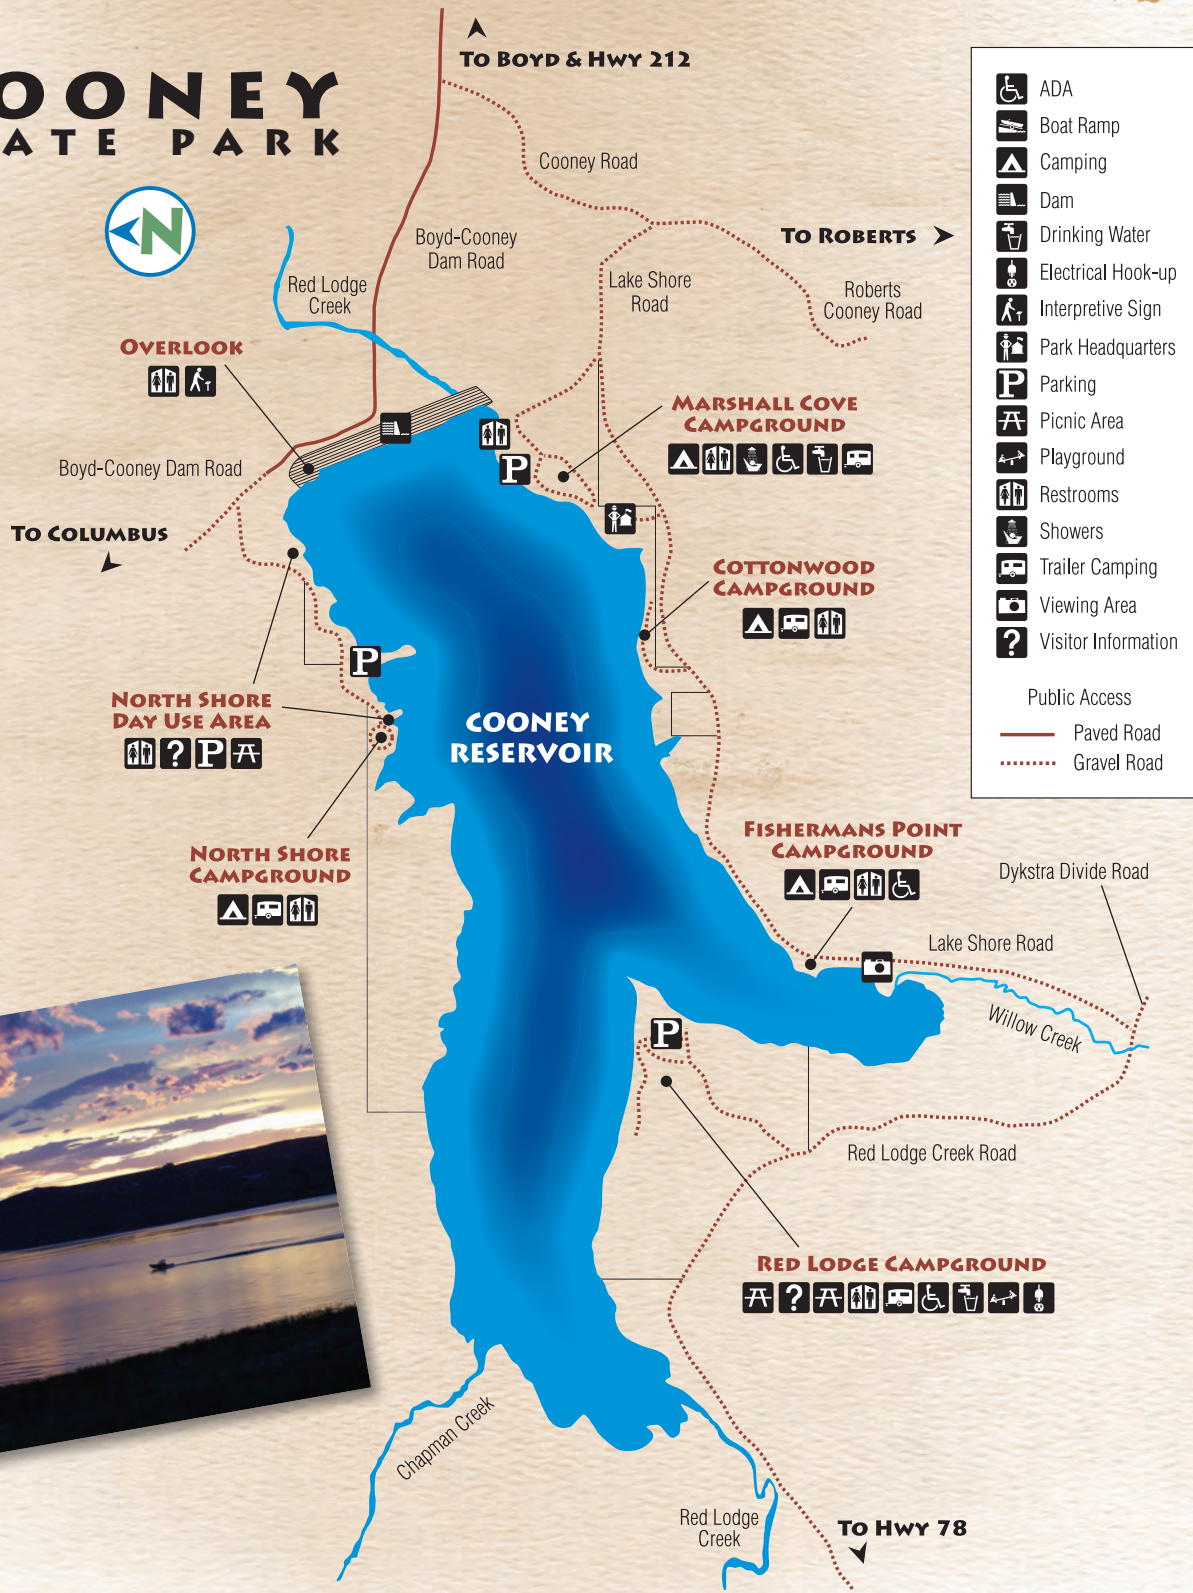 TO BOYD & HWY 212
OONEY
ATE PARK
N
Cooney Road
Boyd-Cooney
Dam Road
TO ROBERTS
Red Lodge
Creek
Lake Shore
Road
Roberts
Cooney Road
OVERLOOK
MARSHALL COVE
CAMPGROUND
P
Boyd-Cooney Dam Road
TO COLUMBUS
COTTONWOOD
CAMPGROUND
P
NORTH SHORE
DAY USE AREA
? P
COONEY
RESERVOIR
NORTH SHORE
CAMPGROUND
FISHERMANS POINT
CAMPGROUND
Dykstra Divide Road
Lake Shore Road
Willow Creek
P
Red Lodge Creek Road
RED LODGE CAMPGROUND
?
Chapman Creek
Red Lodge
Creek
TO HWY 78
ADA
Boat Ramp
Camping
Dam
Drinking Water
Electrical Hook-up
Interpretive Sign
Park Headquarters
P Parking
Picnic Area
Playground
Restrooms
Showers
Trailer Camping
Viewing Area
? Visitor Information
Public Access
Paved Road
Gravel Road